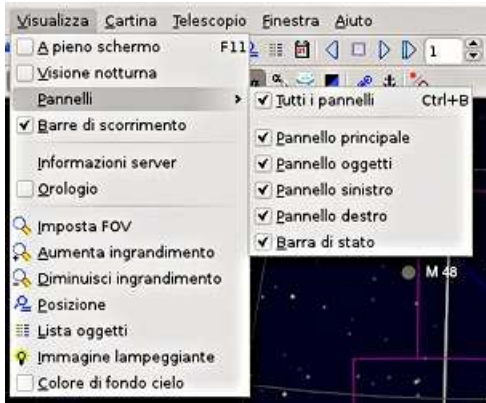 Visualizza Cartina Telescopio Finestra Aiuto
A pieno schermo F11
1
Visione notturna
Pannelli
Tutti i pannelli Ctrl+B
Barre di scorrimento
Pannello principale
Pannello oggetti
Informazioni server
Orologio
Pannello sinistro
Pannello destro
Barra di stato
Imposta FOV
Aumenta ingrandimento
M 48
Diminuisci ingrandimento
Posizione
Lista oggetti
Immagine lampeggiante
Colore di fondo cielo